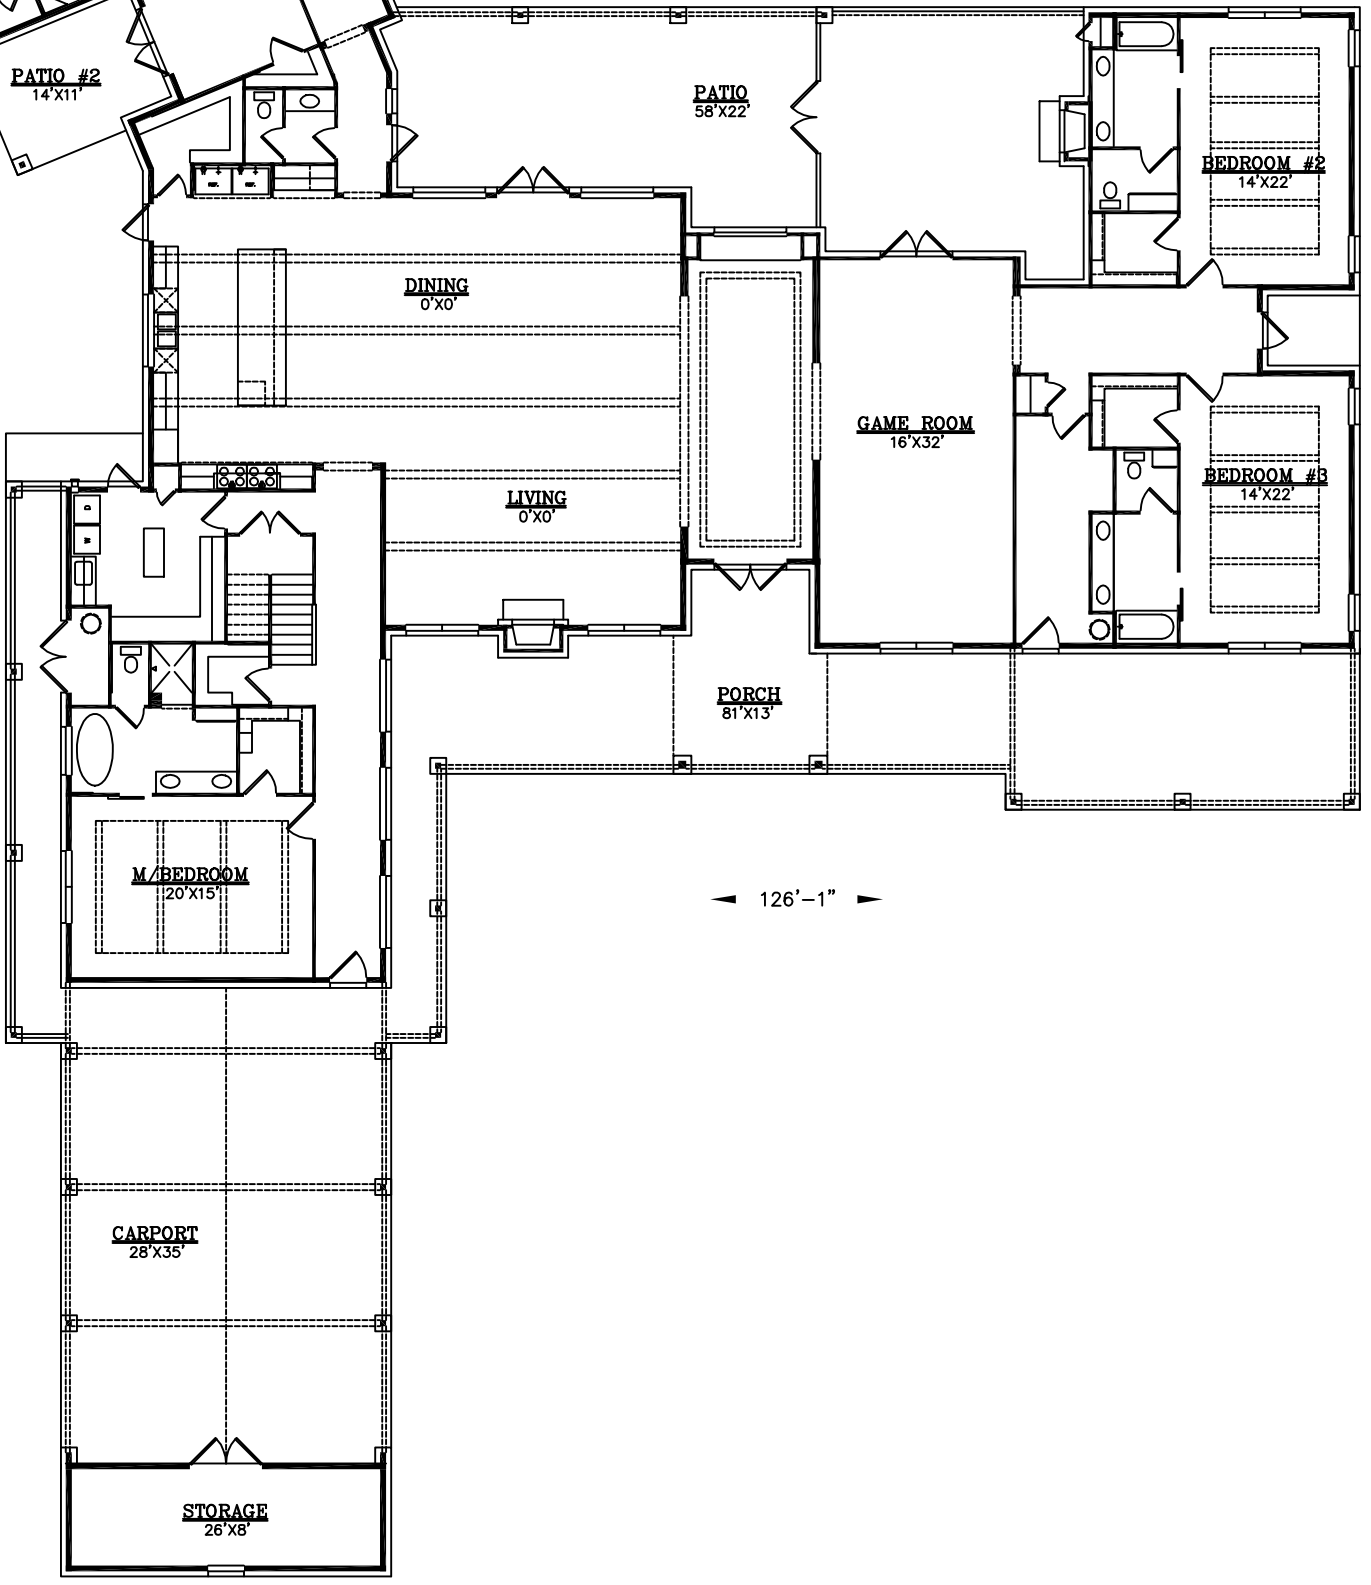 PATIO #2
14'X11'
PATIO
58'X22'
BEDROOM #2
14'X22'
REF.
REF.
DINING
0'X0'
GAME ROOM
16'X32'
BEDROOM #3
14'X22'
LIVING
0'X0'
D
W
PORCH
81'X13'
M/BEDROOM
20'X15'
126'-1"
CARPORT
28'X35'
STORAGE
26'X8'